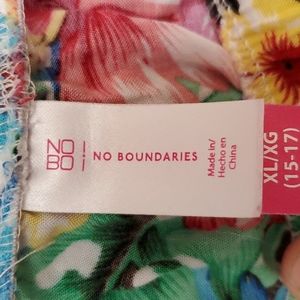 NO
BO
NO BOUNDARIES
Made in/
Hecho en
China
XL/XG
(15-17)